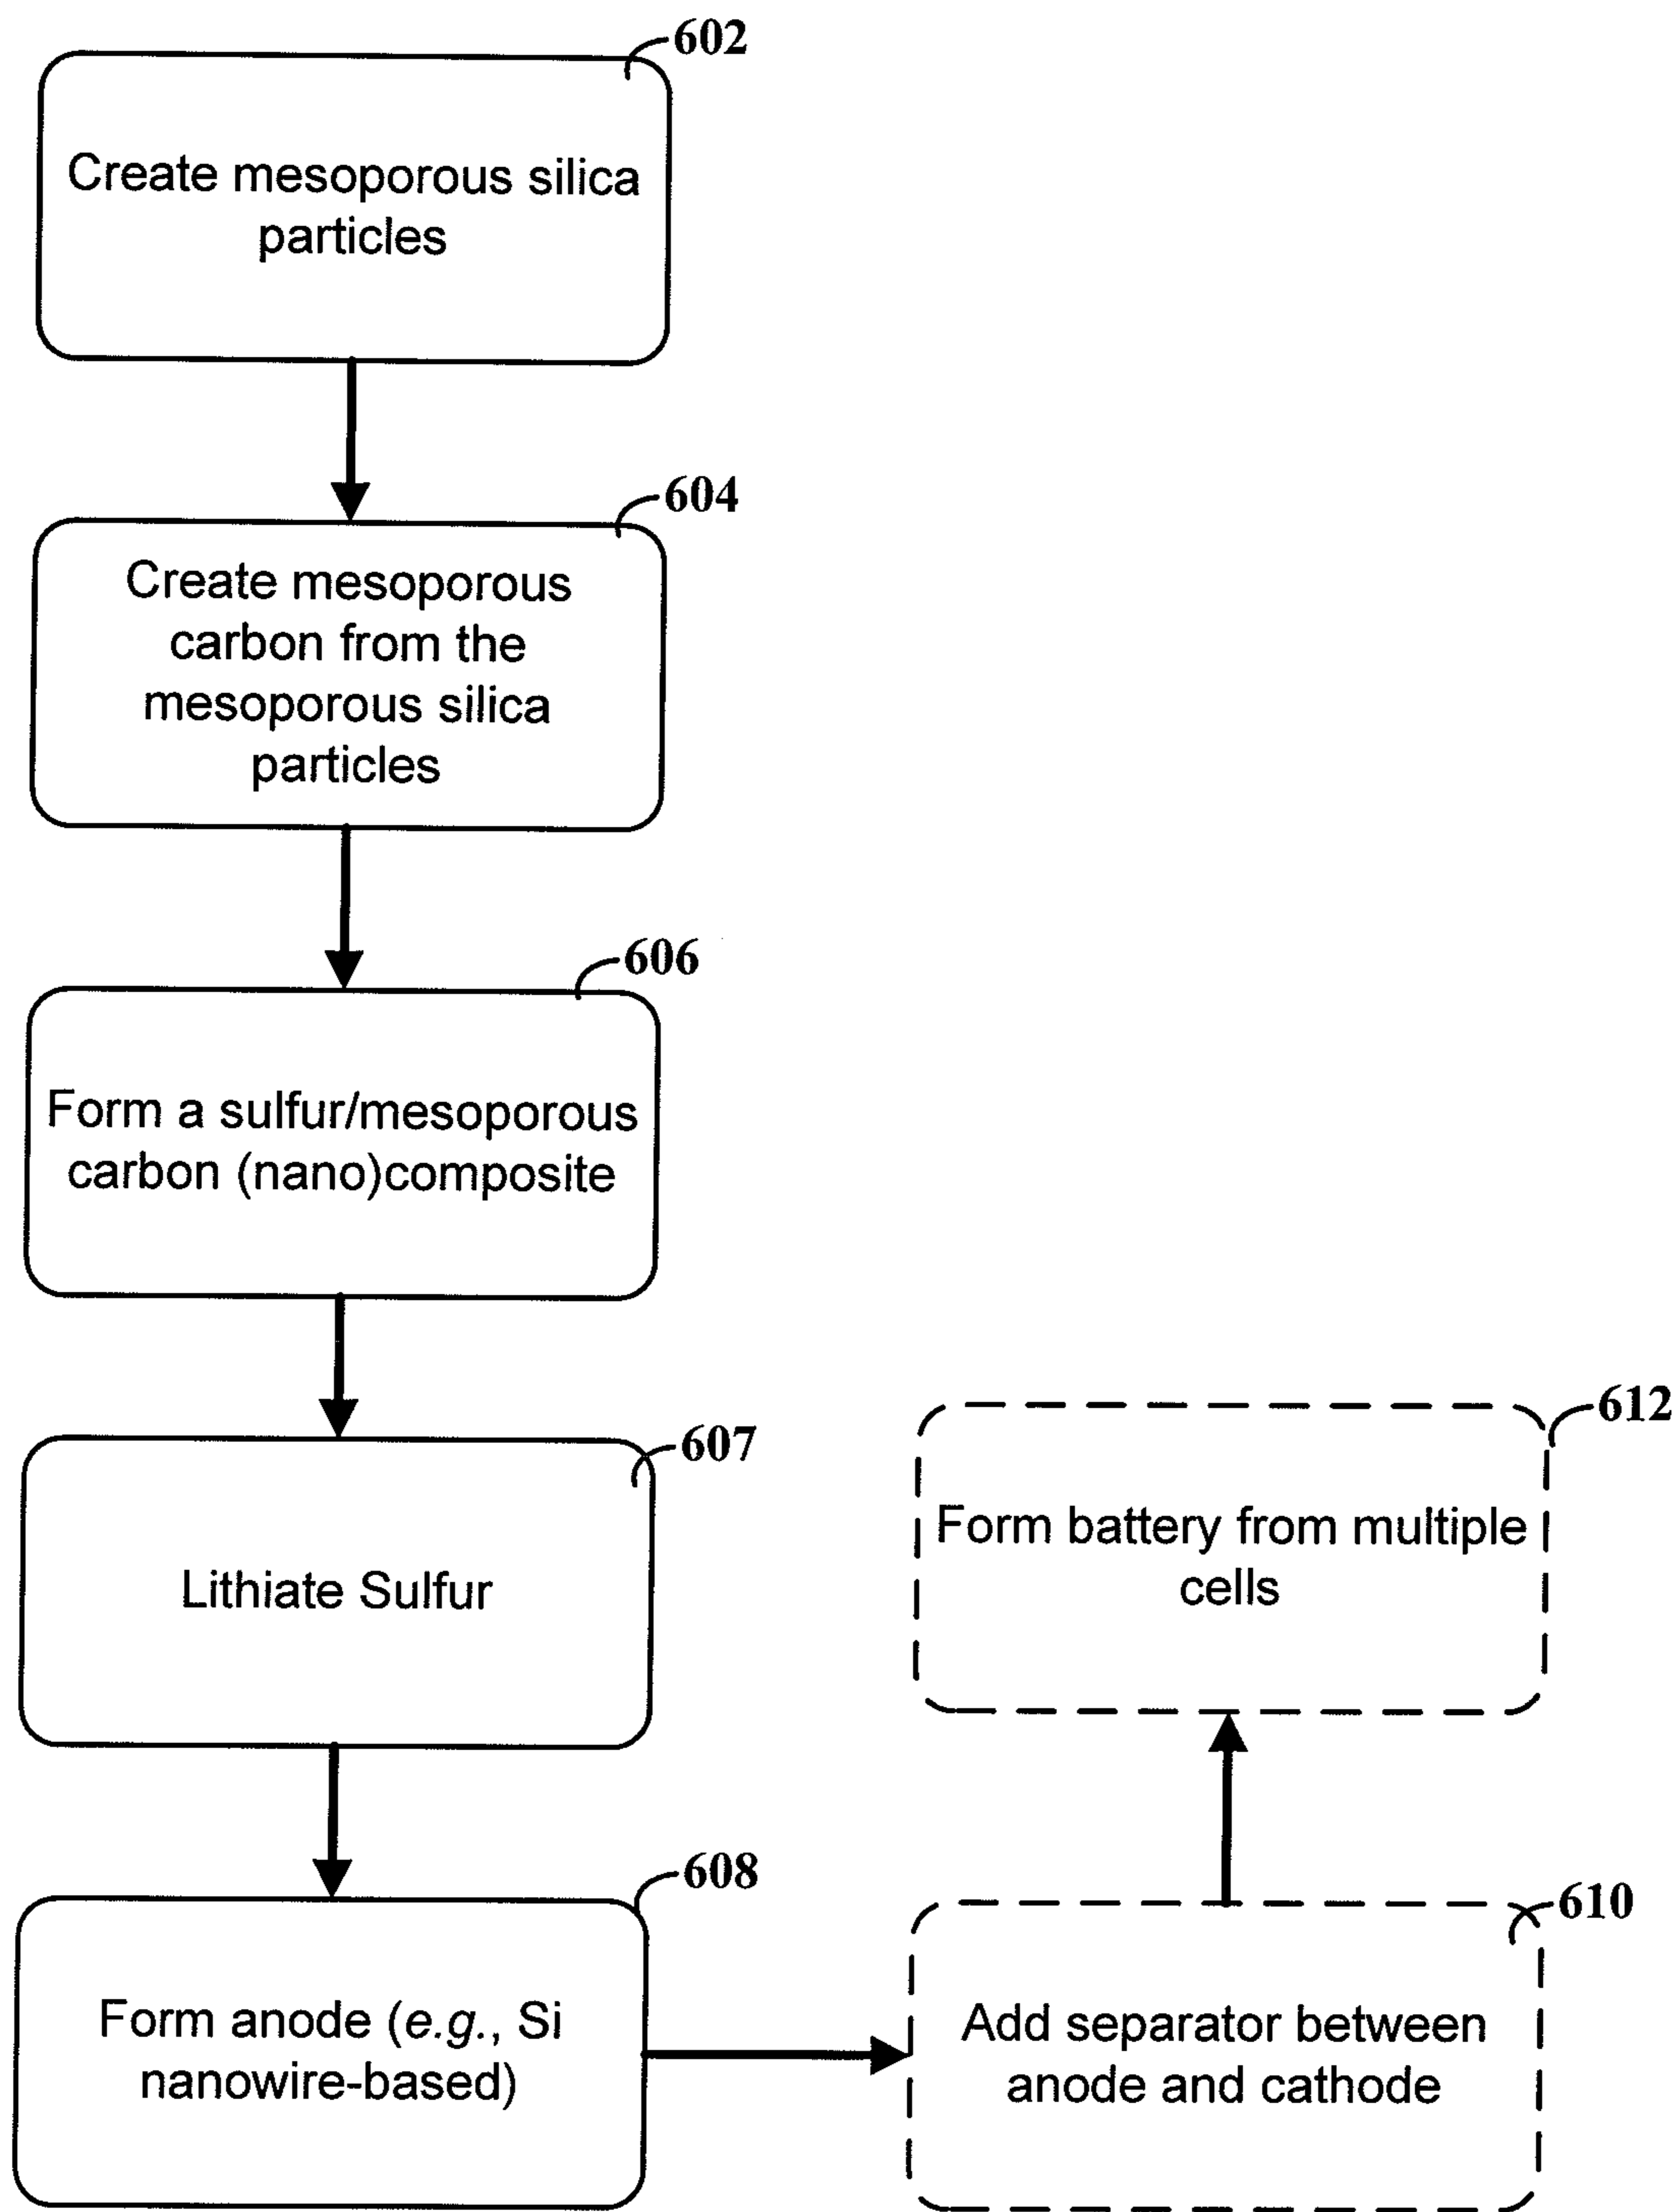 602
Create mesoporous silica
particles
604
Create mesoporous
carbon from the
mesoporous silica
particles
606
Form a sulfur/mesoporous
carbon (nano)composite
607
Lithiate Sulfur
608
Form anode (e.g., Si
nanowire-based)
610
Add separator between
anode and cathode
612
Form battery from multiple
cells